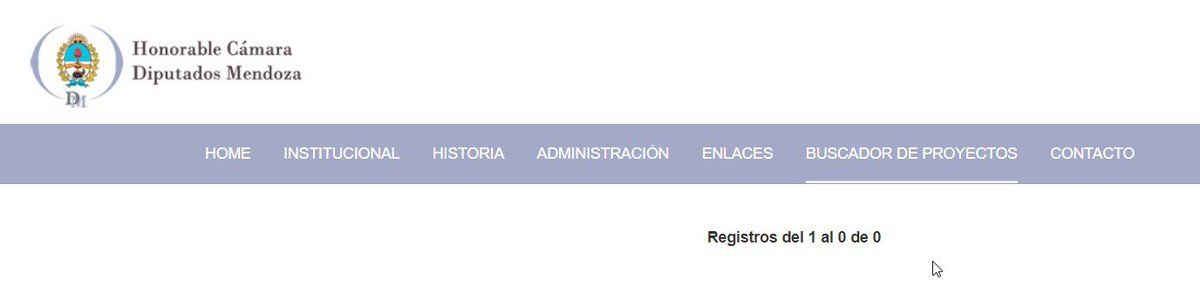 Honorable Cámara
Diputados Mendoza
DM
HOME INSTITUCIONAL HISTORIA ADMINISTRACIÓN ENLACES BUSCADOR DE PROYECTOS CONTACTO
Registros del 1 al 0 de 0